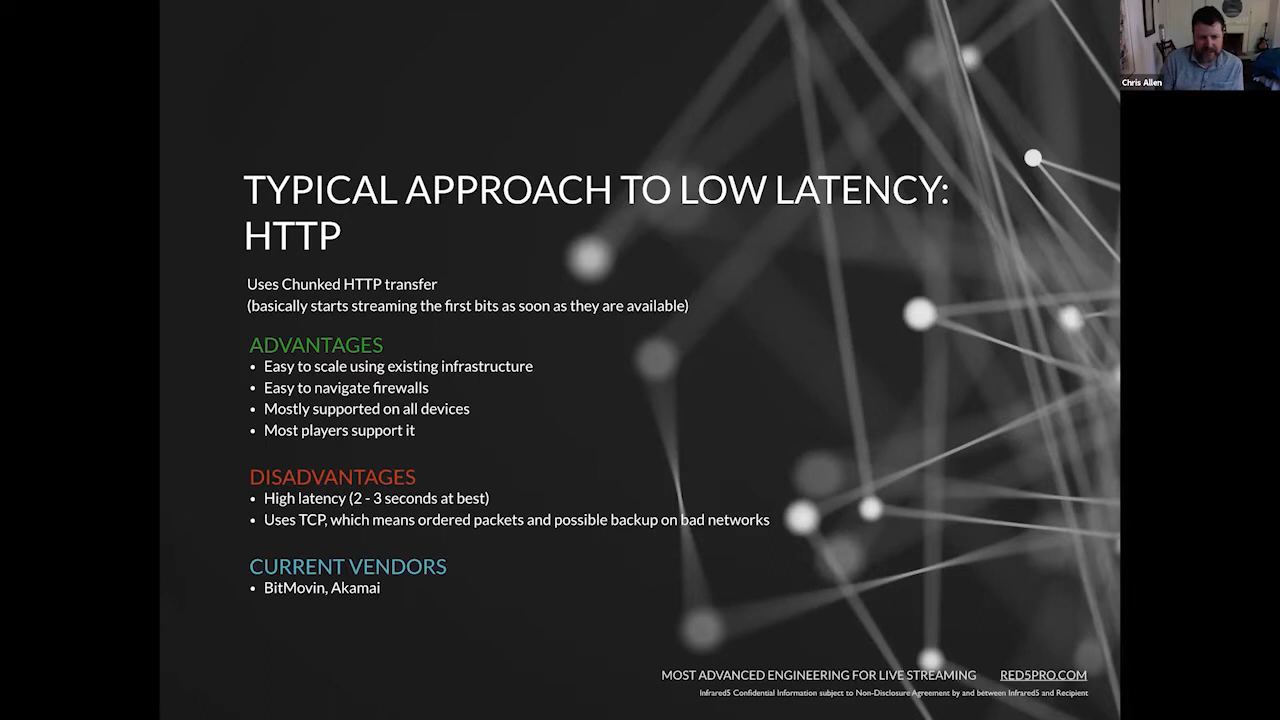 Chris Allen
TYPICAL APPROACH TO LOW LATENCY:
HTTP
Uses Chunked HTTP transfer
(basically starts streaming the first bits as soon as they are available)
ADVANTAGES
• Easy to scale using existing infrastructure
• Easy to navigate firewalls
• Mostly supported on all devices
• Most players support it
DISADVANTAGES
• High latency (2 - 3 seconds at best)
• Uses TCP, which means ordered packets and possible backup on bad networks
CURRENT VENDORS
• BitMovin, Akamai
MOST ADVANCED ENGINEERING FOR LIVE STREAMING RED5PRO.COM
Infrared5 Confidential Information subject to Non-Disclosure Agreement by and between Infrared5 and Recipient